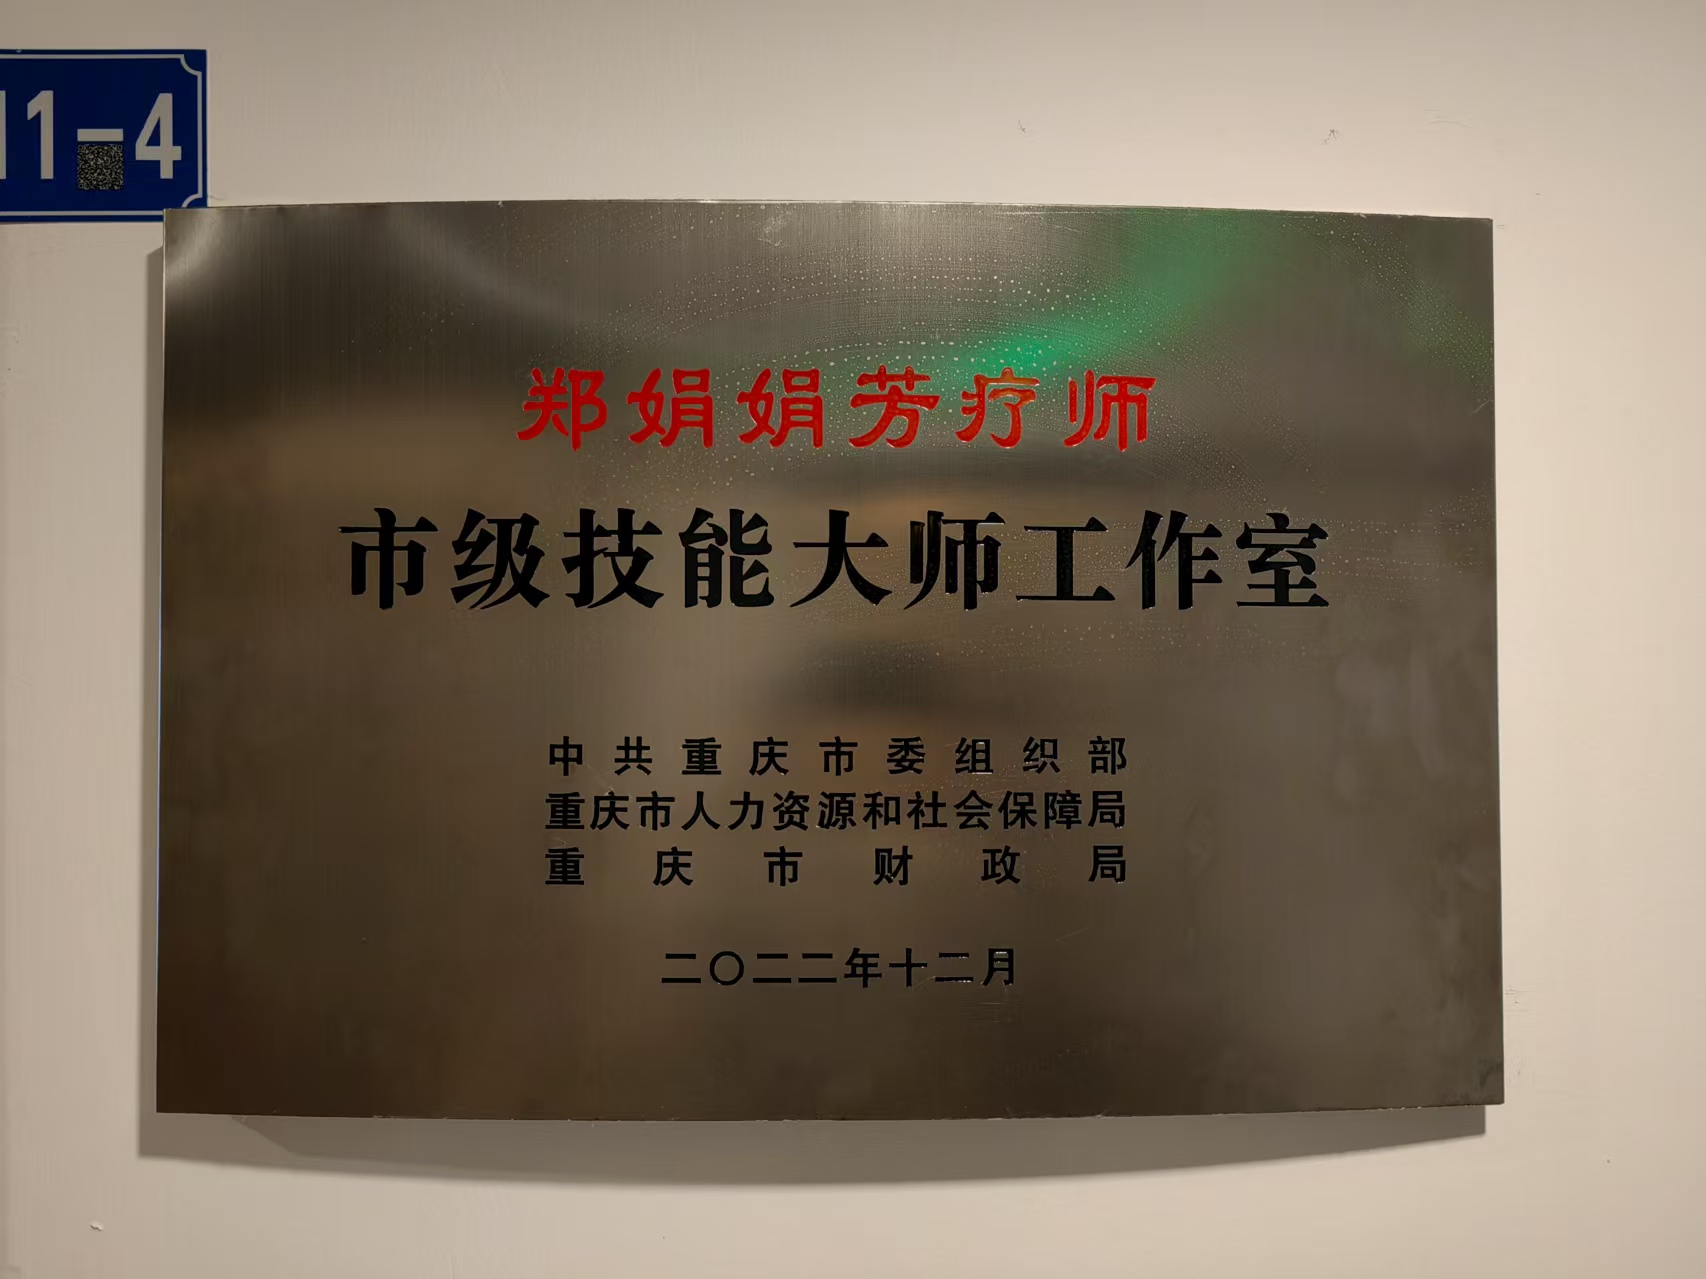 11-4
郑娟娟芳疗师
市级技能大师工作室
中共重庆市委组织部
重庆市人力资源和社会保障局
重庆市财政局
二〇二二年十二月